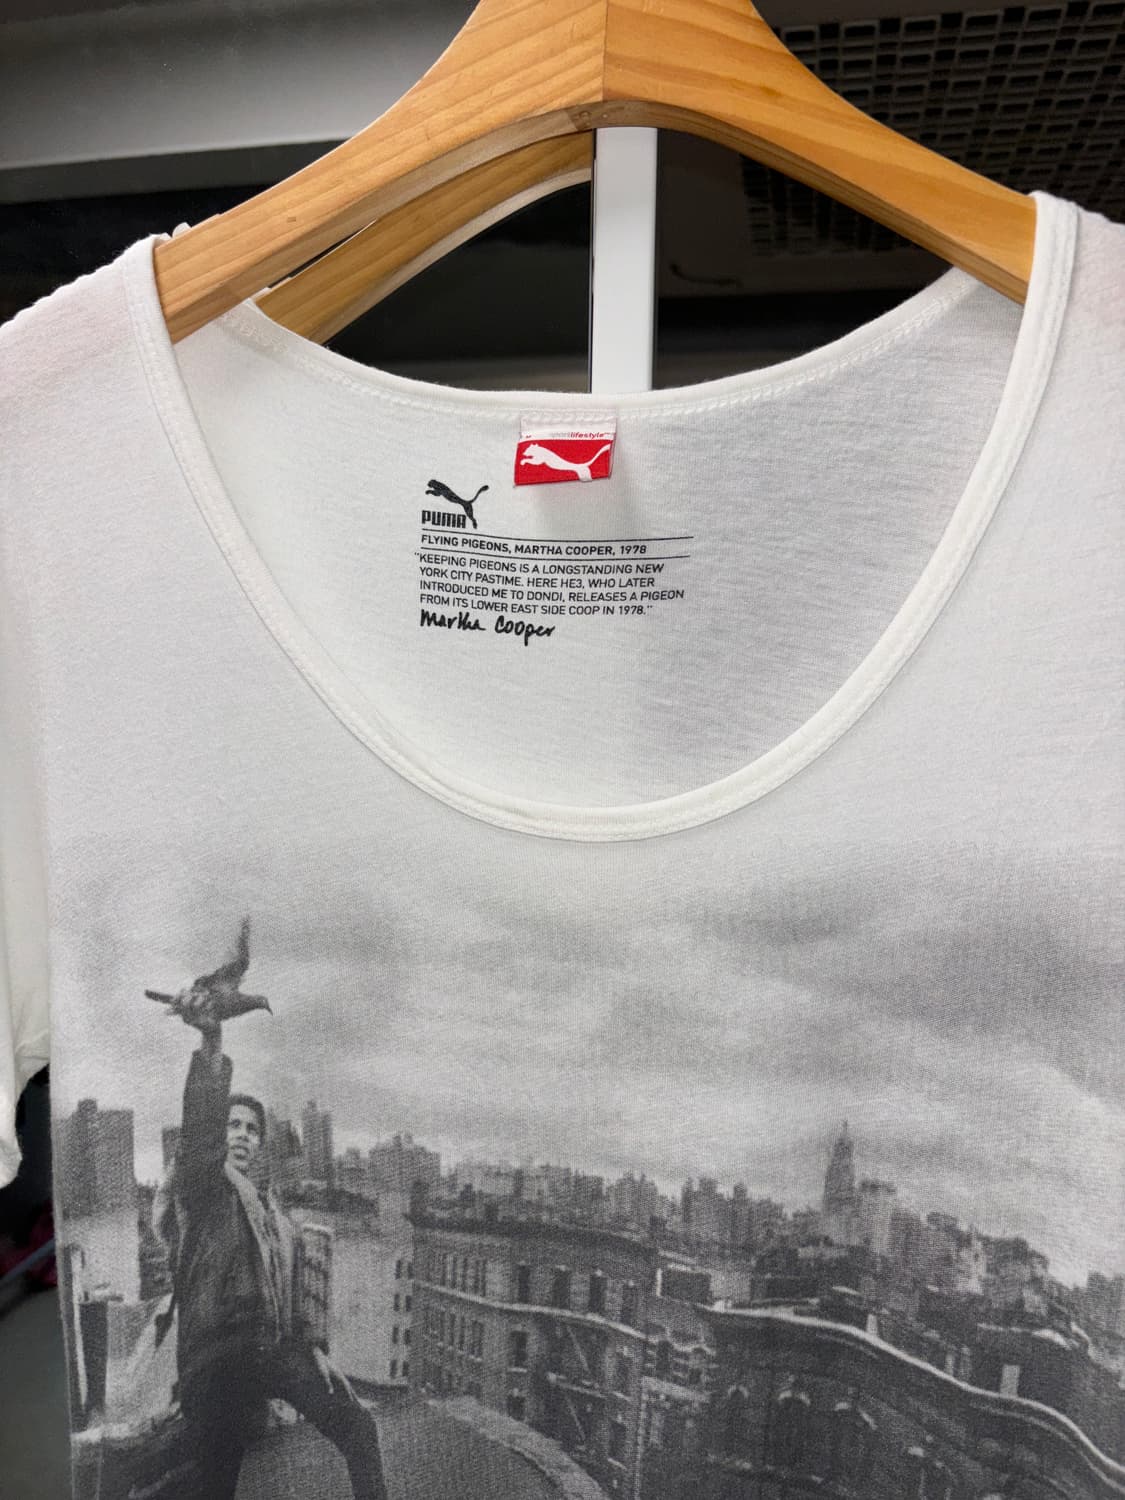 lifestyle
PUMA
FLYING PIGEONS, MARTHA COOPER, 1978
"KEEPING PIGEONS IS A LONGSTANDING NEW
YORK CITY PASTIME. HERE HE3, WHO LATER
INTRODUCED ME TO DONDI, RELEASES A PIGEON
FROM ITS LOWER EAST SIDE COOP IN 1978."
Martha Cooper